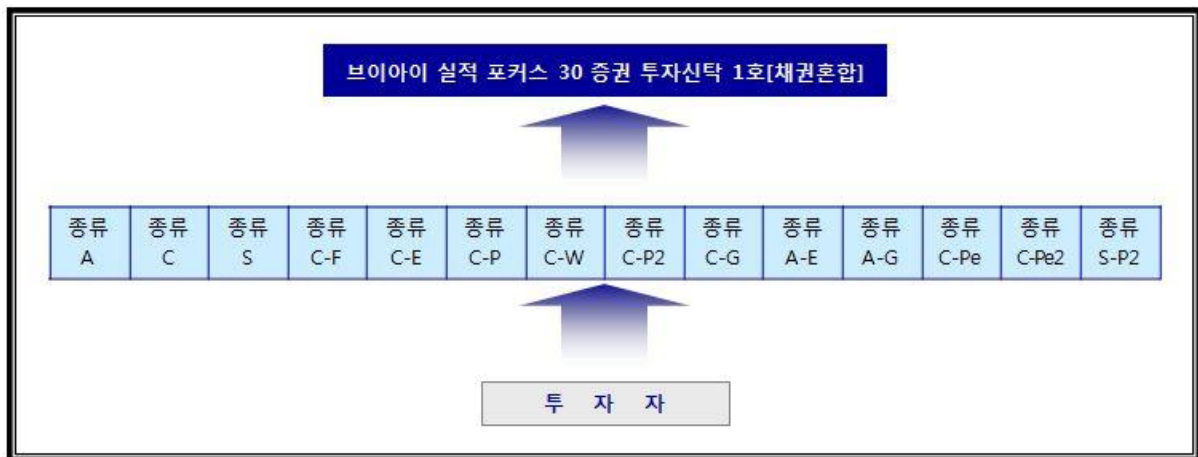 브이아이 실적 포커스 30 증권 투자신탁 1호[채권혼합]
종류 종류 종류 종류 종류 종류 종류 종류 종류 종류 종류 종류 종류 종류
A C S C-F C-E C-P C-W C-P2 C-G A-E A-G C-Pe C-Pe2 S-P2
투 자 자